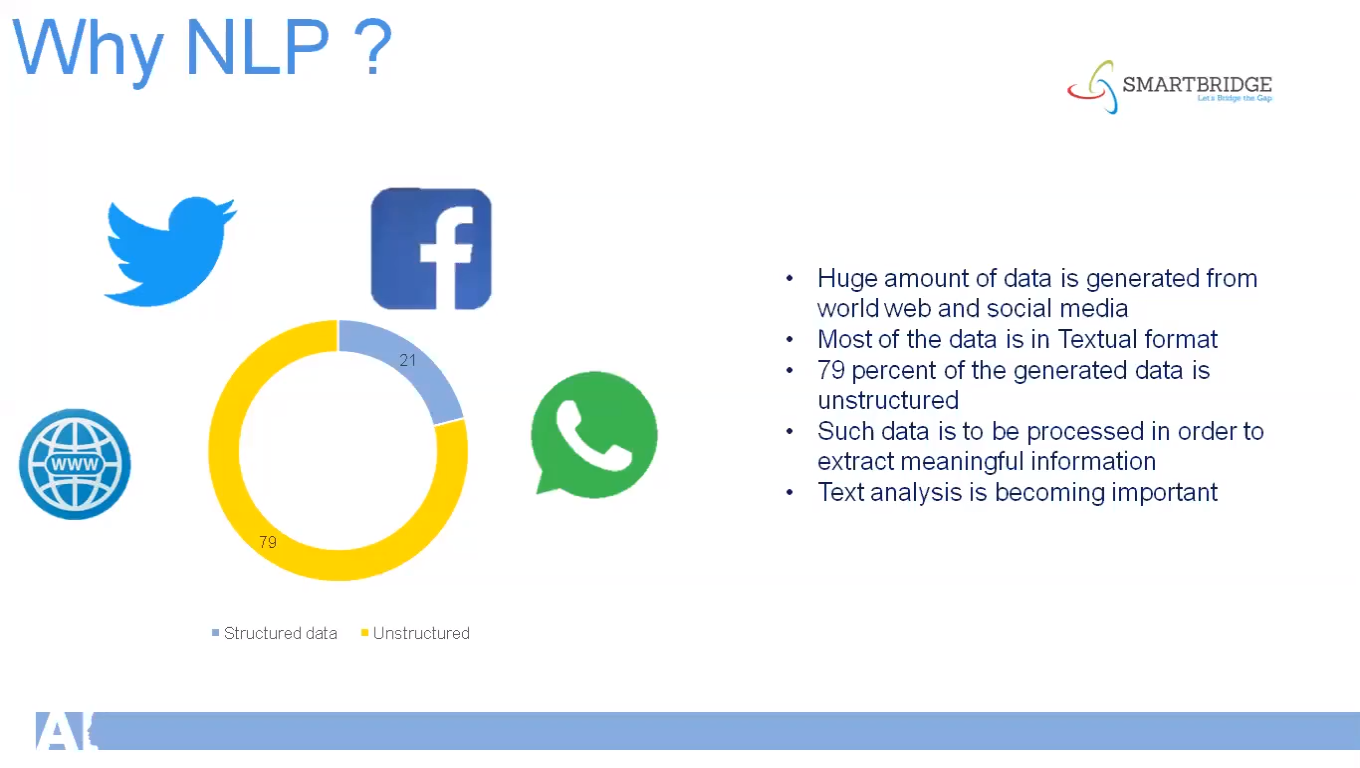 Why NLP ?
SMARTBRIDGE
Let's Bridge the Gap
21
WWW
79
Structured data
Unstructured
• Huge amount of data is generated from
world web and social media
• Most of the data is in Textual format
• 79 percent of the generated data is
unstructured
• Such data is to be processed in order to
extract meaningful information
• Text analysis is becoming important
AI